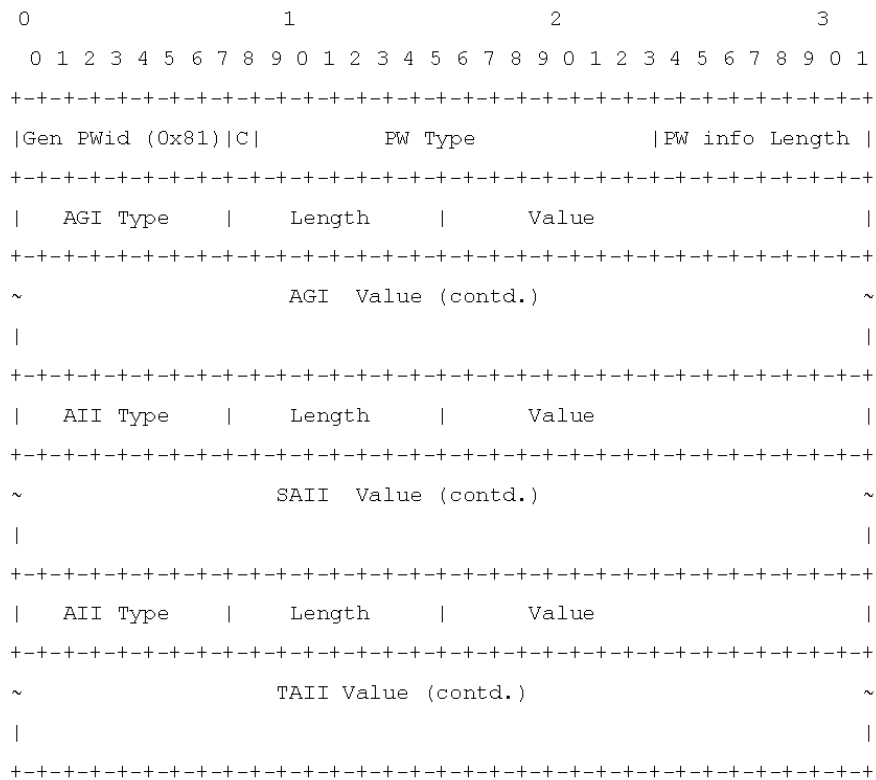 0                   1                   2                   3
 0 1 2 3 4 5 6 7 8 9 0 1 2 3 4 5 6 7 8 9 0 1 2 3 4 5 6 7 8 9 0 1
+-+-+-+-+-+-+-+-+-+-+-+-+-+-+-+-+-+-+-+-+-+-+-+-+-+-+-+-+-+-+-+-+
|Gen PWid (0x81)|C|         PW Type             |PW info Length |
+-+-+-+-+-+-+-+-+-+-+-+-+-+-+-+-+-+-+-+-+-+-+-+-+-+-+-+-+-+-+-+-+
|   AGI Type    |    Length     |      Value                    |
+-+-+-+-+-+-+-+-+-+-+-+-+-+-+-+-+-+-+-+-+-+-+-+-+-+-+-+-+-+-+-+-+
~                    AGI  Value (contd.)                        ~
|                                                               |
+-+-+-+-+-+-+-+-+-+-+-+-+-+-+-+-+-+-+-+-+-+-+-+-+-+-+-+-+-+-+-+-+
|   AII Type    |    Length     |      Value                    |
+-+-+-+-+-+-+-+-+-+-+-+-+-+-+-+-+-+-+-+-+-+-+-+-+-+-+-+-+-+-+-+-+
~                   SAII  Value (contd.)                        ~
|                                                               |
+-+-+-+-+-+-+-+-+-+-+-+-+-+-+-+-+-+-+-+-+-+-+-+-+-+-+-+-+-+-+-+-+
|   AII Type    |    Length     |      Value                    |
+-+-+-+-+-+-+-+-+-+-+-+-+-+-+-+-+-+-+-+-+-+-+-+-+-+-+-+-+-+-+-+-+
~                   TAII Value (contd.)                         ~
|                                                               |
+-+-+-+-+-+-+-+-+-+-+-+-+-+-+-+-+-+-+-+-+-+-+-+-+-+-+-+-+-+-+-+-+